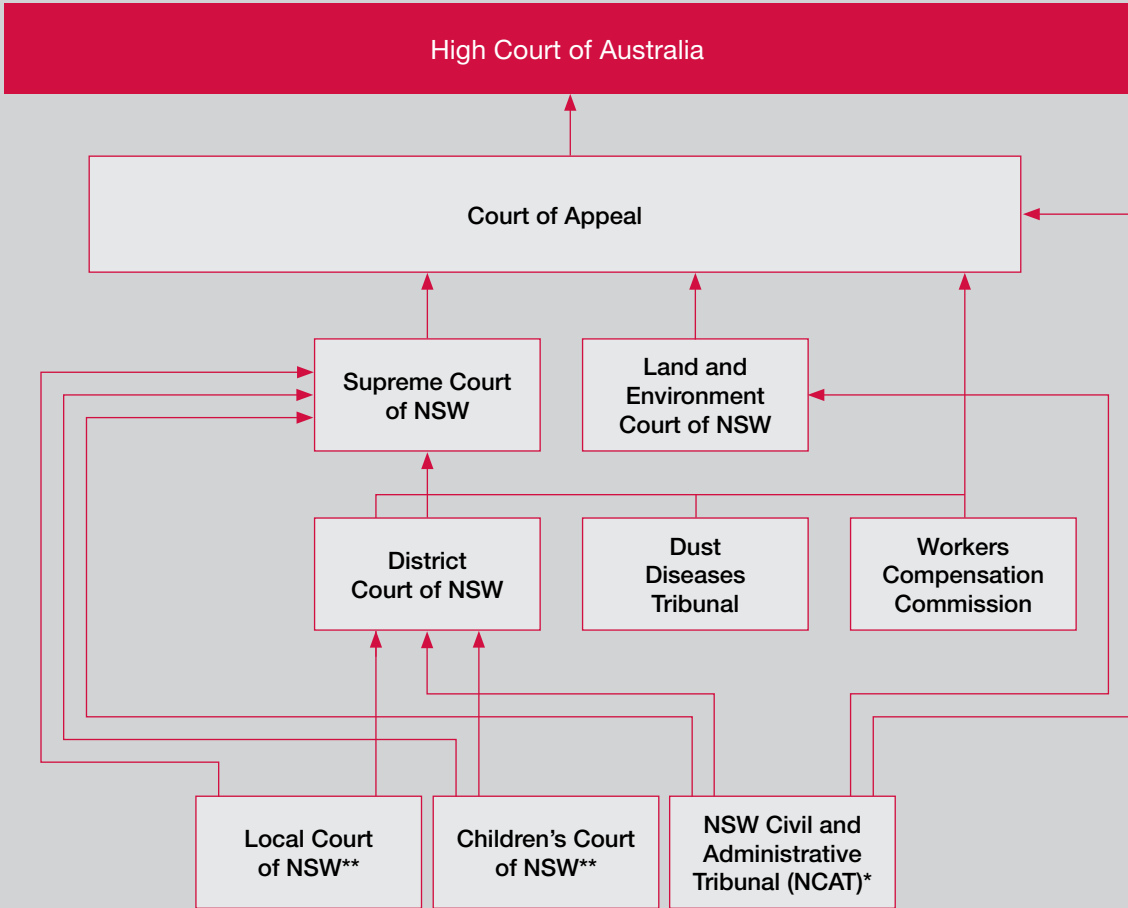 High Court of Australia
Court of Appeal
Supreme Court
of NSW
Land and
Environment
Court of NSW
District
Court of NSW
Dust
Diseases
Tribunal
Workers
Compensation
Commission
Local Court
of NSW**
Children’s Court
of NSW**
NSW Civil and
Administrative
Tribunal (NCAT)*